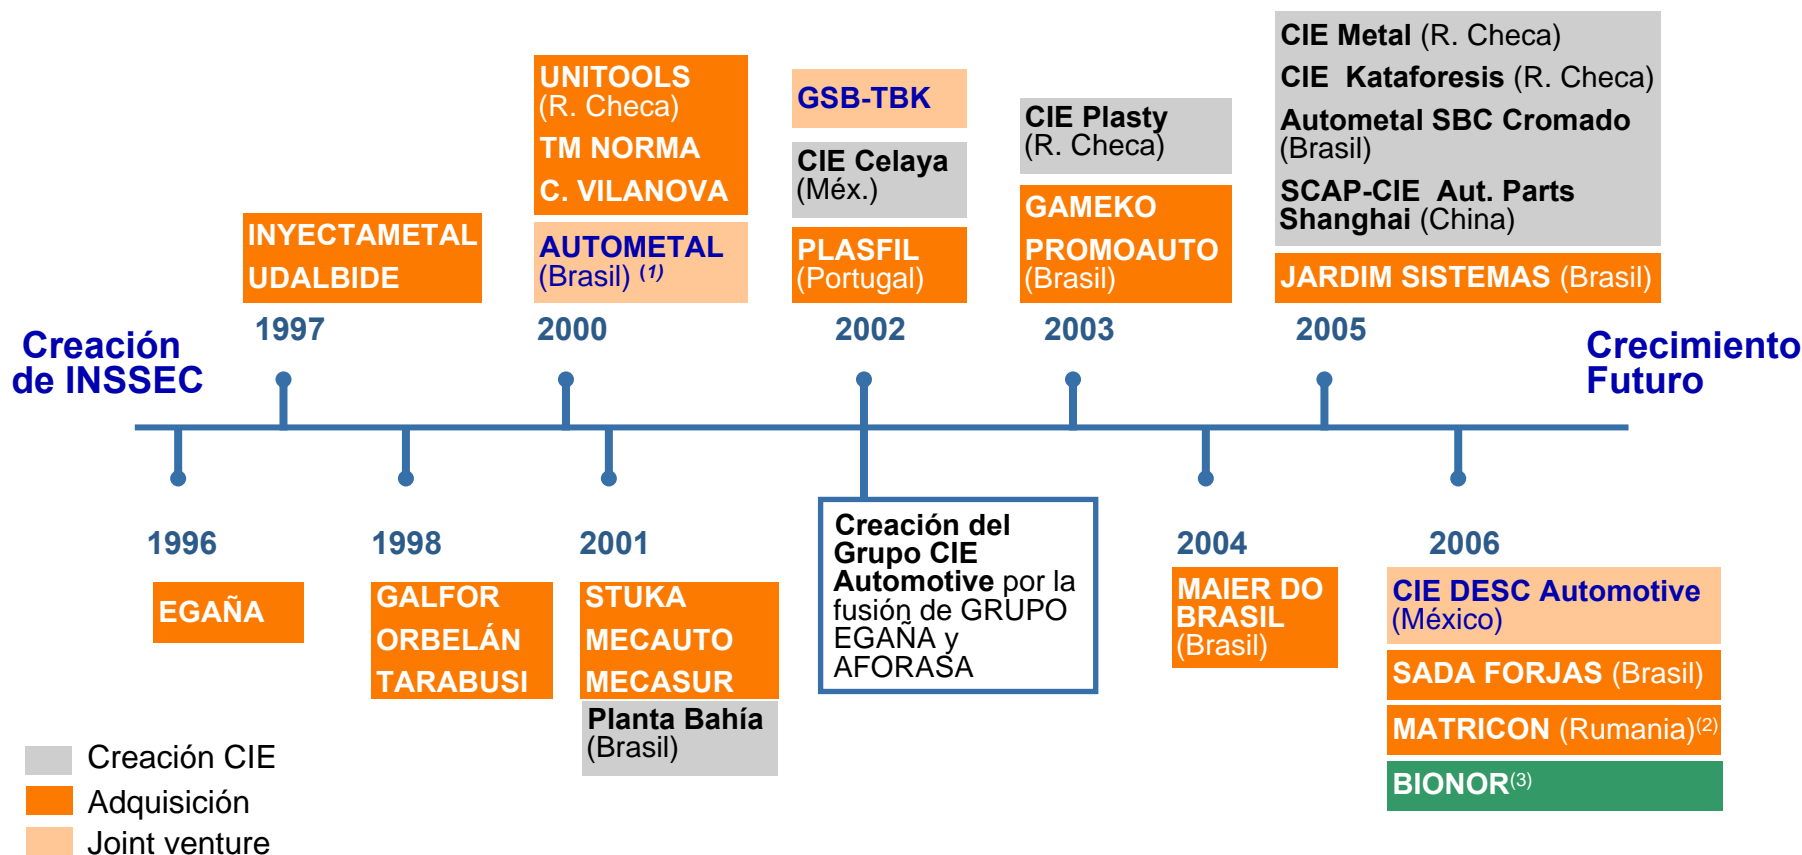 CIE Metal (R. Checa)
CIE Kataforesis (R. Checa)
Autometal SBC Cromado
(Brasil)
SCAP-CIE Aut. Parts
Shanghai (China)
JARDIM SISTEMAS (Brasil)
UNITOOLS
(R. Checa)
TM NORMA
C. VILANOVA
AUTOMETAL
(Brasil) (1)
GSB-TBK
CIE Celaya
(Méx.)
PLASFIL
(Portugal)
CIE Plasty
(R. Checa)
GAMEKO
PROMOAUTO
(Brasil)
INYECTAMETAL
UDALBIDE
1997
2000
2002
2003
2005
Creación
de INSSEC
Crecimiento
Futuro
1996
EGAÑA
1998
GALFOR
ORBELÁN
TARABUSI
2001
STUKA
MECAUTO
MECASUR
Planta Bahía
(Brasil)
Creación del
Grupo CIE
Automotive por la
fusión de GRUPO
EGAÑA y
AFORASA
2004
MAIER DO
BRASIL
(Brasil)
2006
CIE DESC Automotive
(México)
SADA FORJAS (Brasil)
MATRICON (Rumania)(2)
BIONOR(3)
Creación CIE
Adquisición
Joint venture